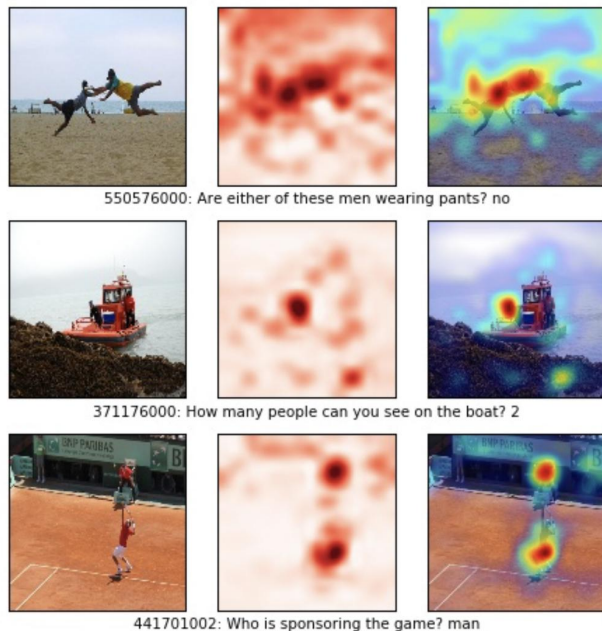 550576000: Are either of these men wearing pants? no
371176000: How many people can you see on the boat? 2
BNP PARIBAS
441701002: Who is sponsoring the game? man